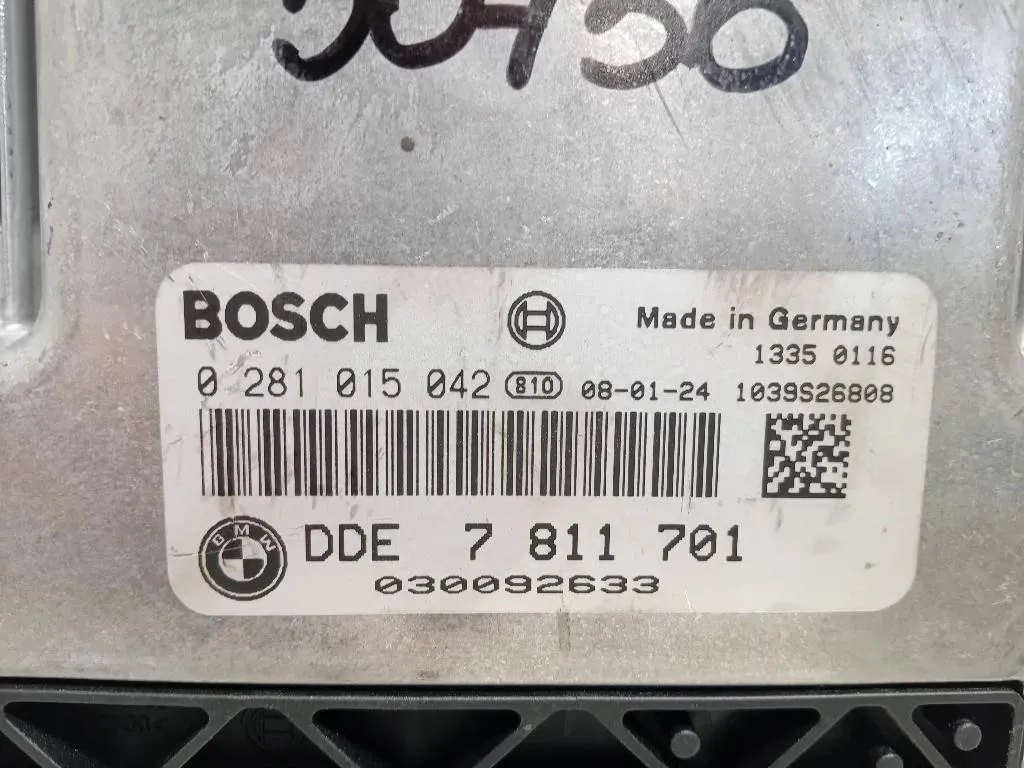 BOSCH
Made in Germany
1335 0116
0 281 015 042 810 08-01-24 1039S26808
BMW
DDE 7 811 701
030092633